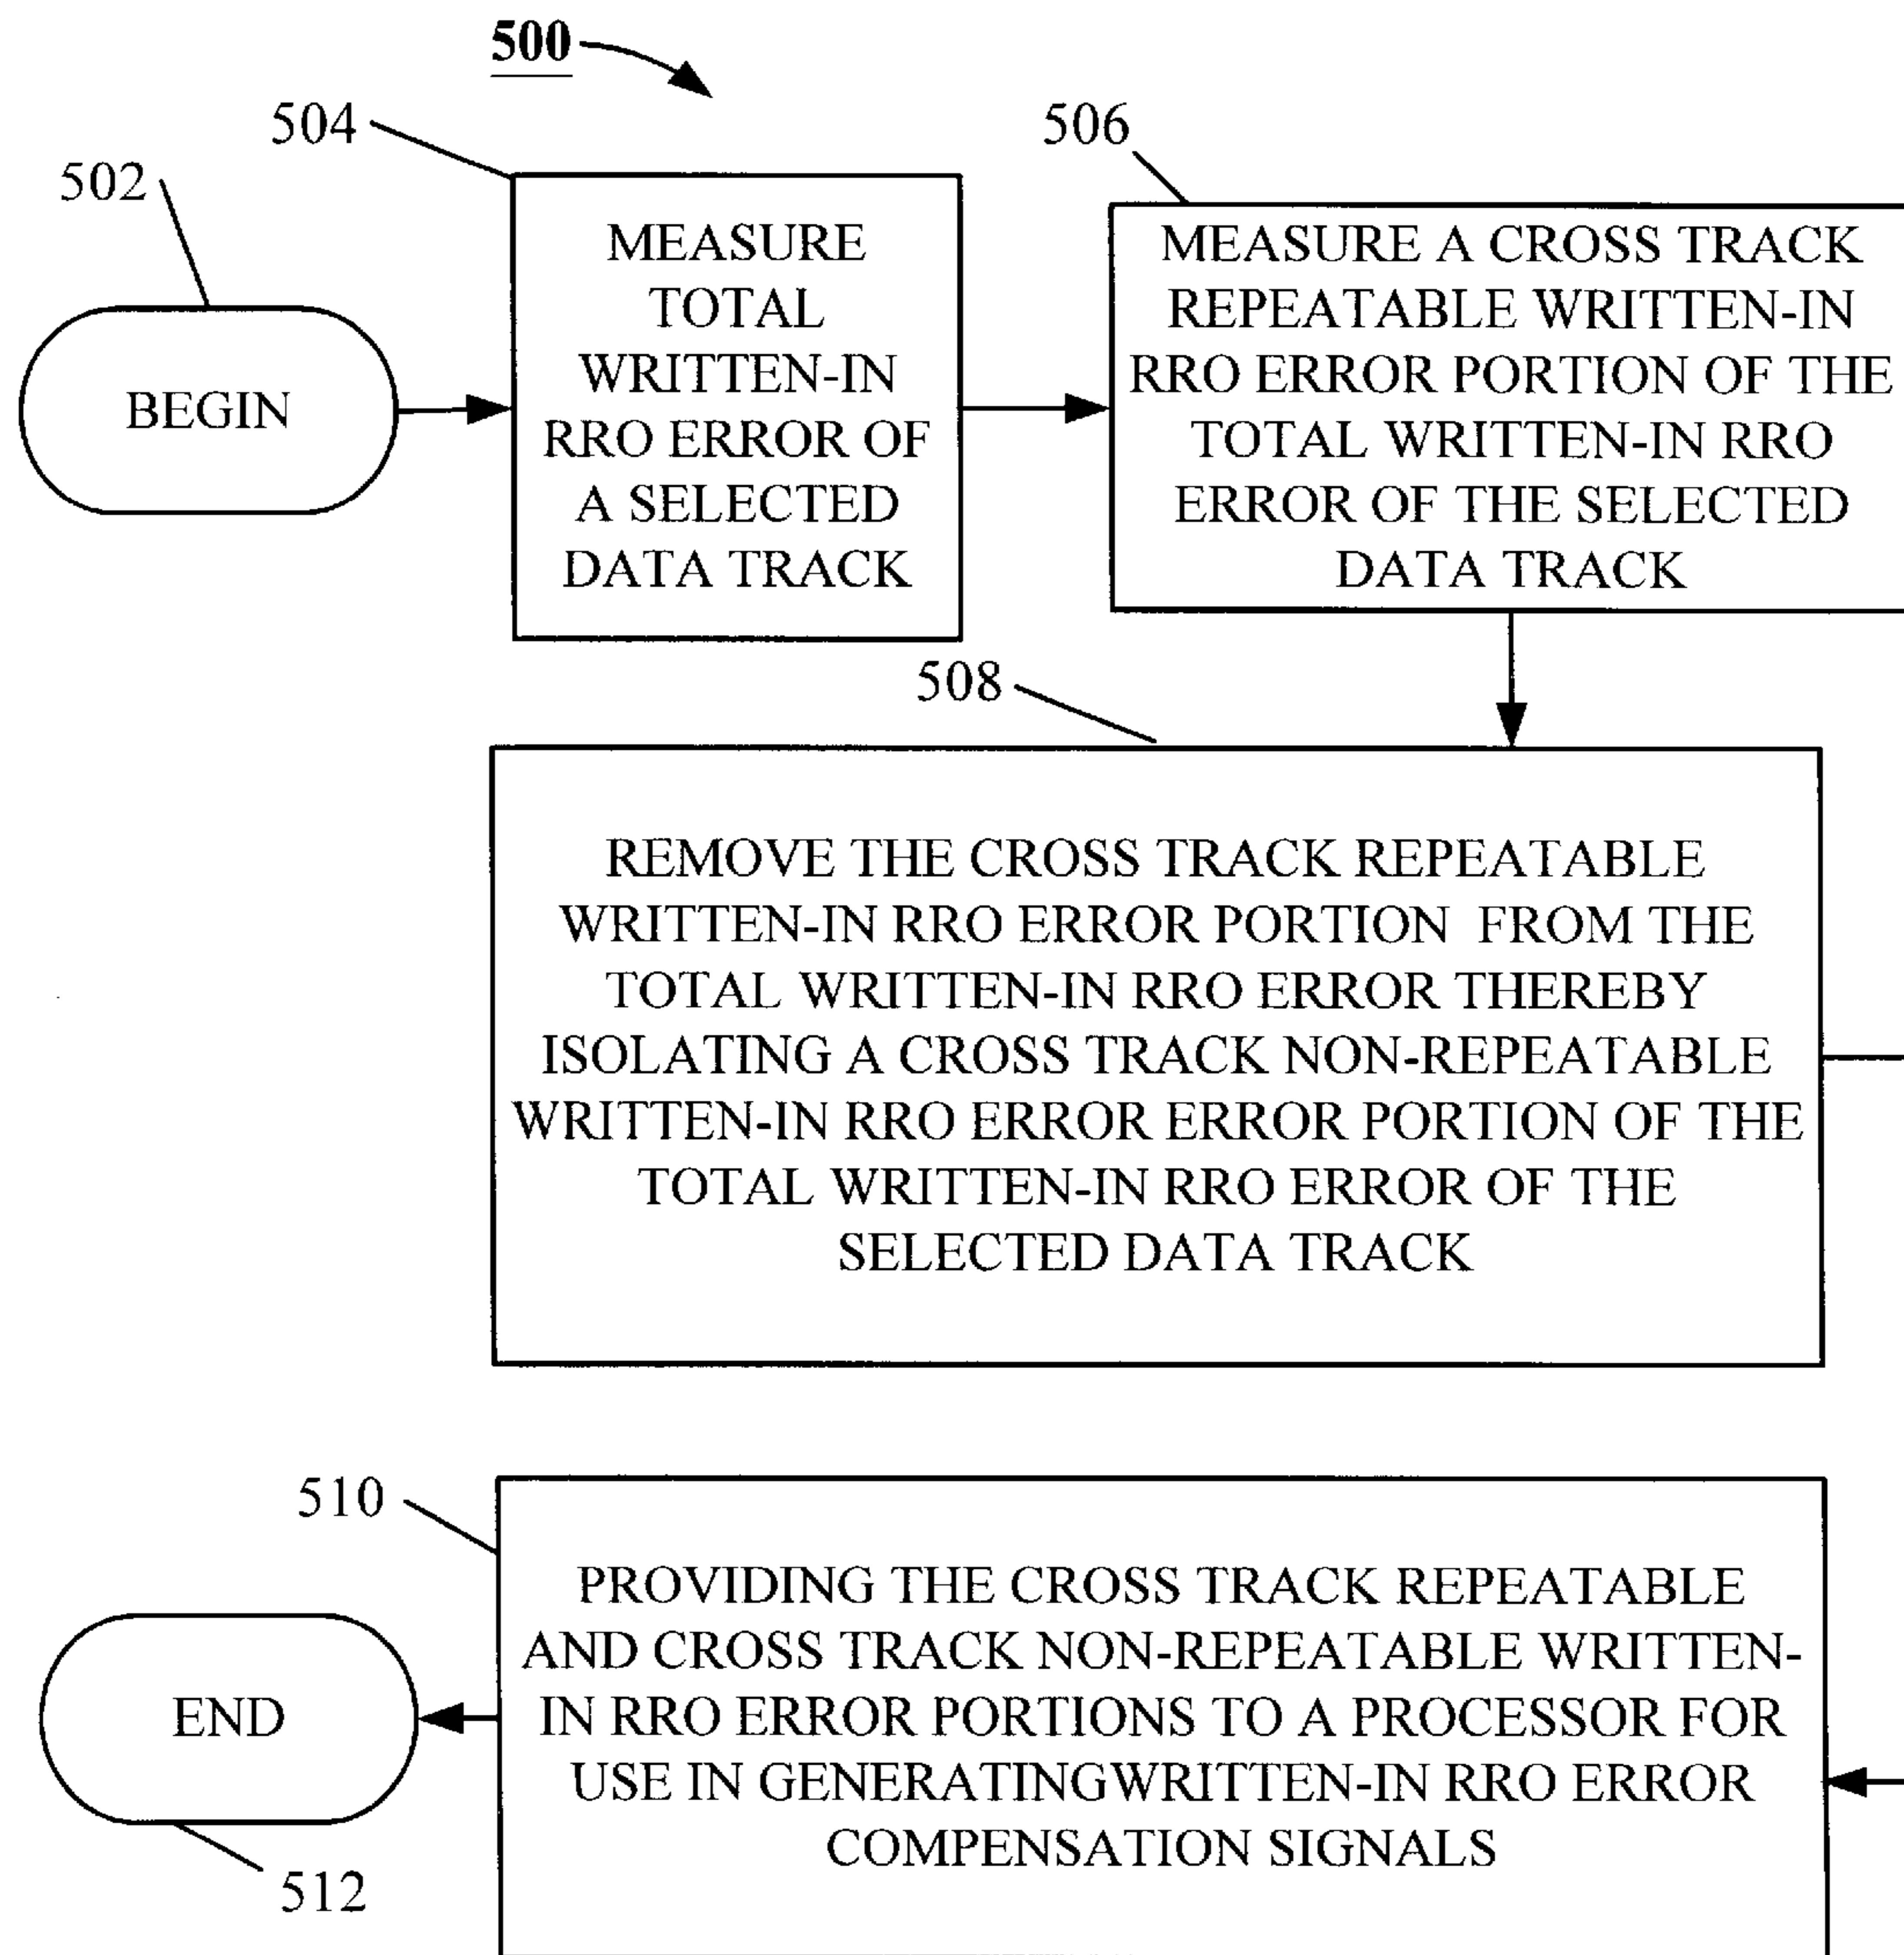 500
504
506
502
BEGIN
MEASURE
TOTAL
WRITTEN-IN
RRO ERROR OF
A SELECTED
DATA TRACK
MEASURE A CROSS TRACK
REPEATABLE WRITTEN-IN
RRO ERROR PORTION OF THE
TOTAL WRITTEN-IN RRO
ERROR OF THE SELECTED
DATA TRACK
508
REMOVE THE CROSS TRACK REPEATABLE
WRITTEN-IN RRO ERROR PORTION FROM THE
TOTAL WRITTEN-IN RRO ERROR THEREBY
ISOLATING A CROSS TRACK NON-REPEATABLE
WRITTEN-IN RRO ERROR ERROR PORTION OF THE
TOTAL WRITTEN-IN RRO ERROR OF THE
SELECTED DATA TRACK
510
PROVIDING THE CROSS TRACK REPEATABLE
AND CROSS TRACK NON-REPEATABLE WRITTEN-
IN RRO ERROR PORTIONS TO A PROCESSOR FOR
USE IN GENERATINGWRITTEN-IN RRO ERROR
COMPENSATION SIGNALS
END
512